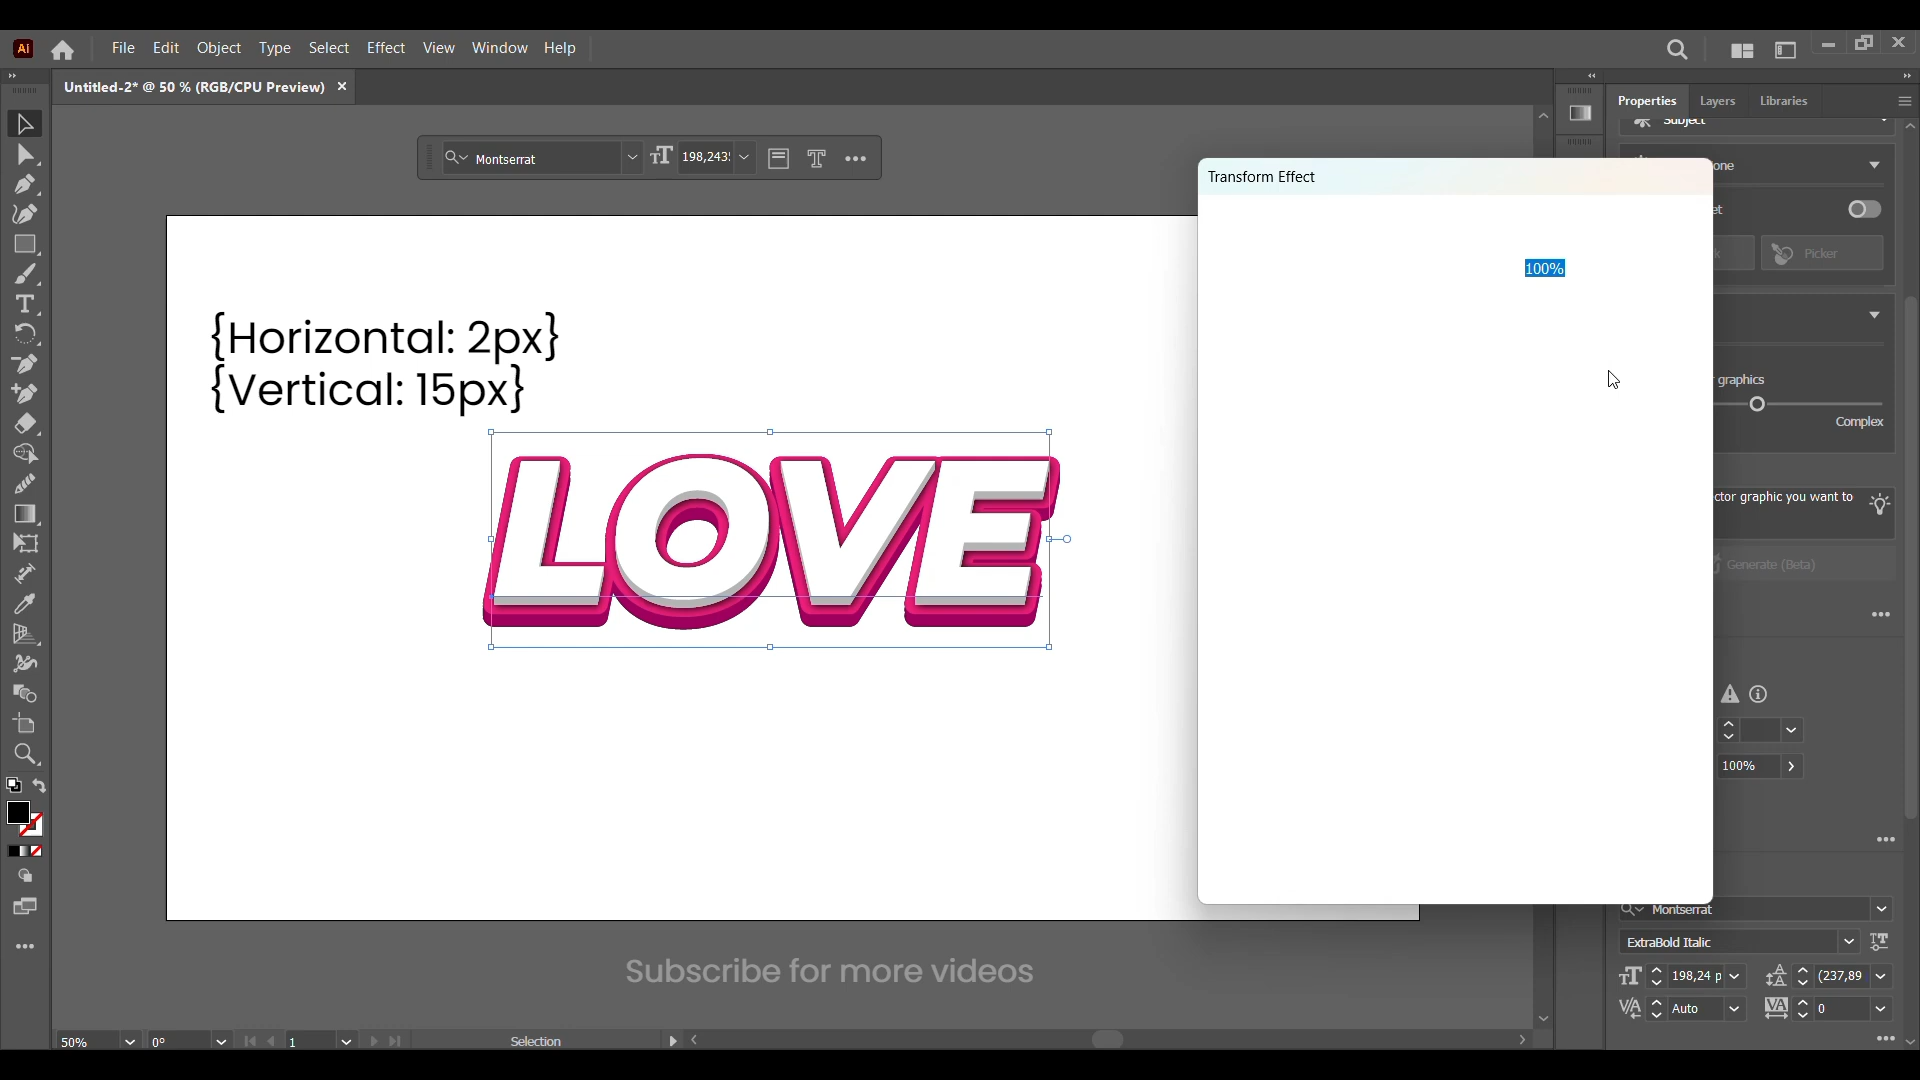 Ai File Edit Object Type Select Effect View Window Help
Untitled-2* @ 50 % (RGB/CPU Preview)
Montserrat 198,243
Properties Layers Libraries
Subject
one
Transform Effect
et
100%
k Picker
{Horizontal: 2px}
{Vertical: 15px}
graphics
Complex
LOVE
ctor graphic you want to
Generate (Beta)
100%
Montserrat
ExtraBold Italic
198,24 p (237,89
Auto 0
Subscribe for more videos
50% 0° 1 Selection